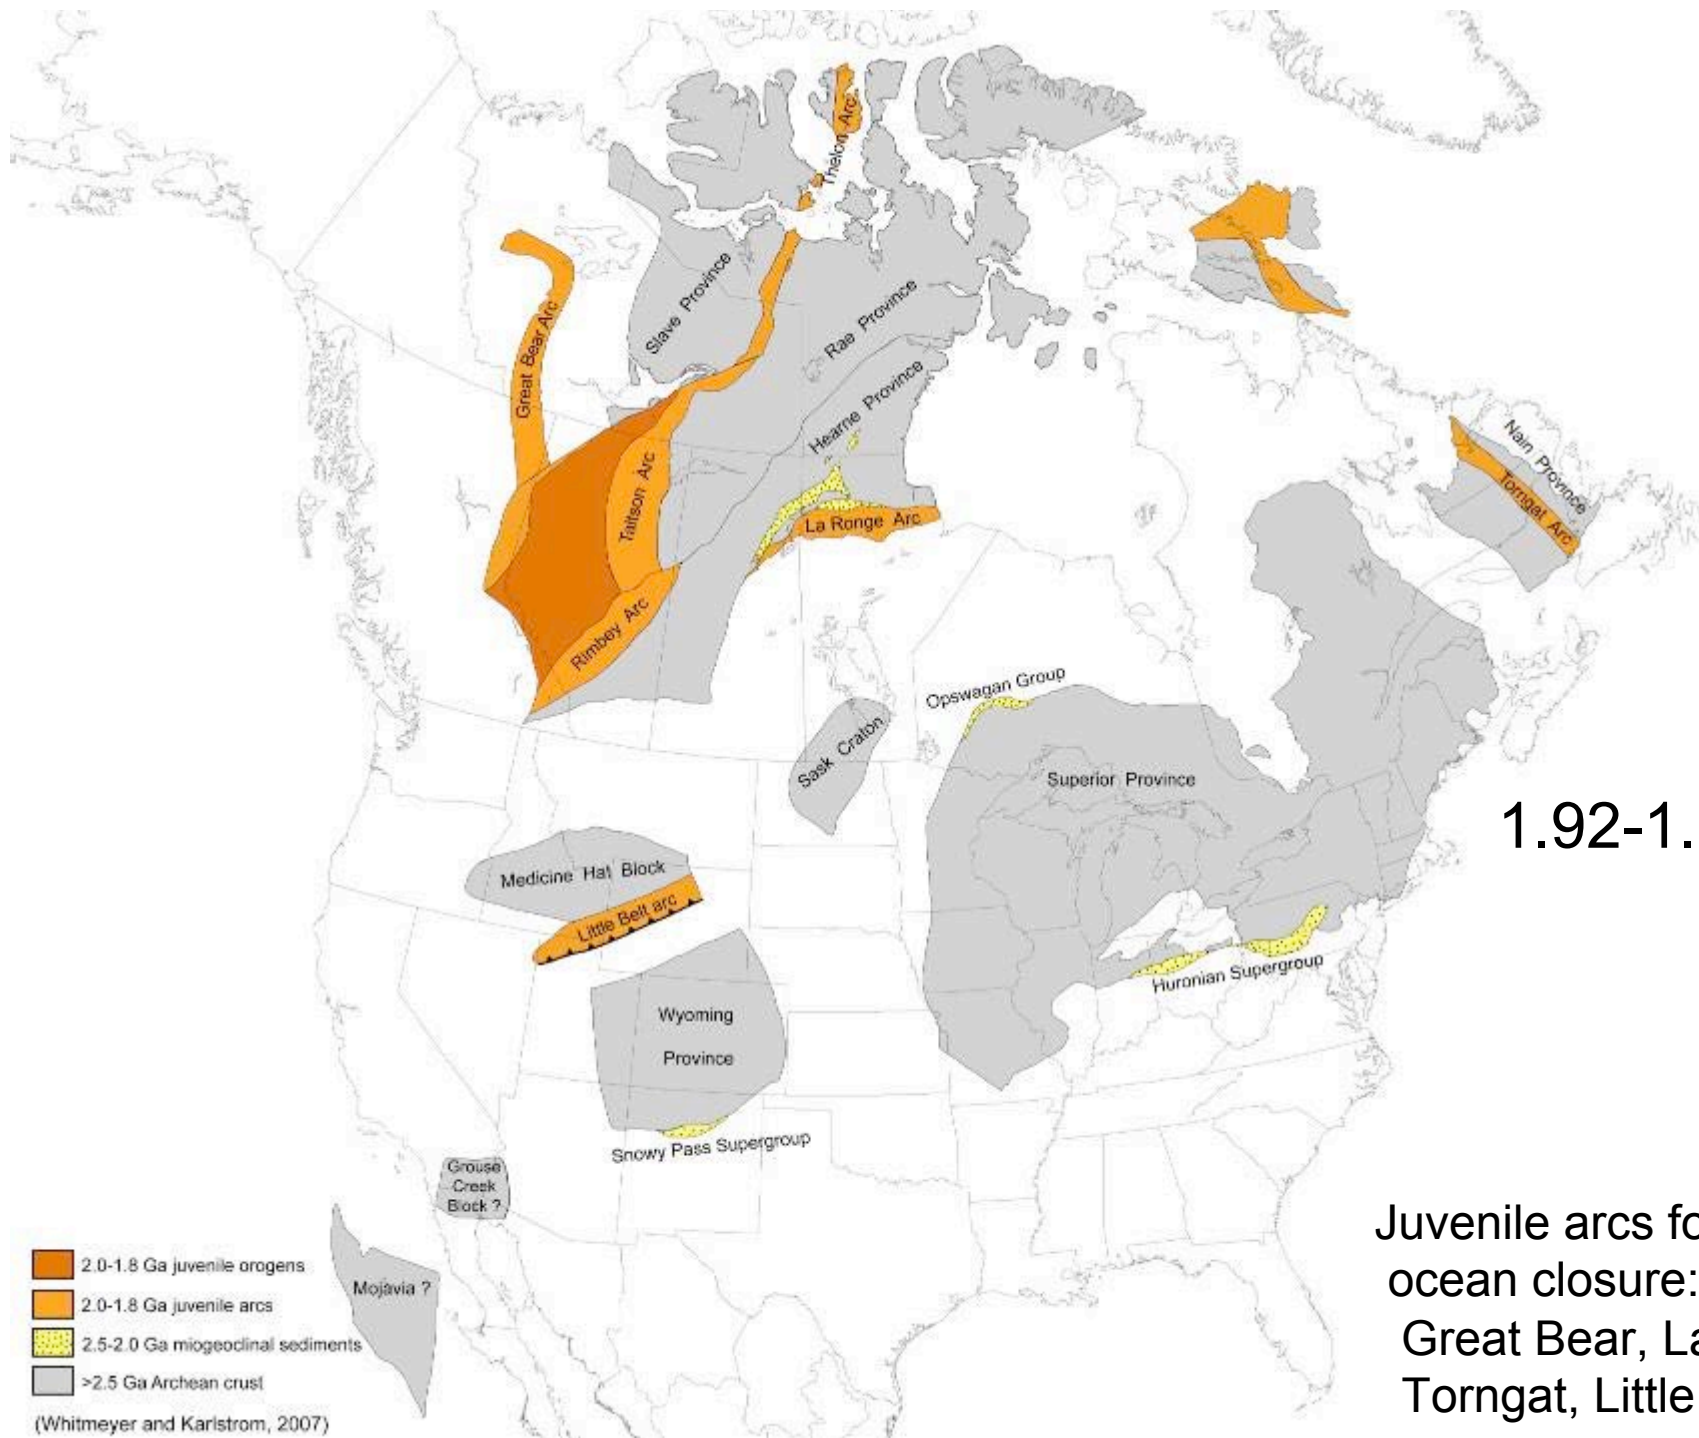 Thelon Arc
Slave Province
Rae Province
Great Bear Arc
Hearne Province
Nain Province
Taltson Arc
Torngat Arc
La Ronge Arc
Rimbey Arc
Opswagan Group
Sask Craton
Superior Province
1.92-1.
Medicine Hat Block
Little Belt arc
Huronian Supergroup
Wyoming
Province
Snowy Pass Supergroup
Grouse
Creek
Block ?
Mojavia ?
2.0-1.8 Ga juvenile orogens
2.0-1.8 Ga juvenile arcs
2.5-2.0 Ga miogeoclinal sediments
>2.5 Ga Archean crust
(Whitmeyer and Karlstrom, 2007)
Juvenile arcs fo
ocean closure:
Great Bear, La
Torngat, Little